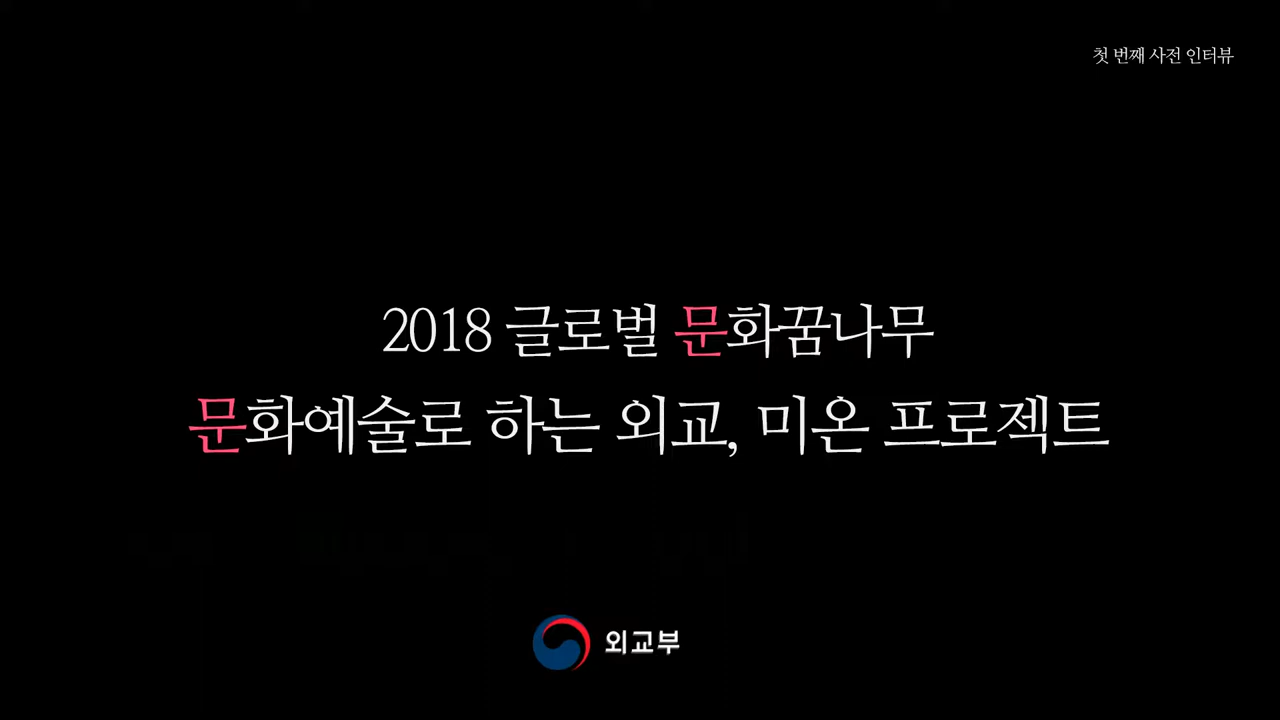 첫 번째 사전 인터뷰
2018 글로벌 문화꿈나무
문화예술로 하는 외교, 미온 프로젝트
외교부